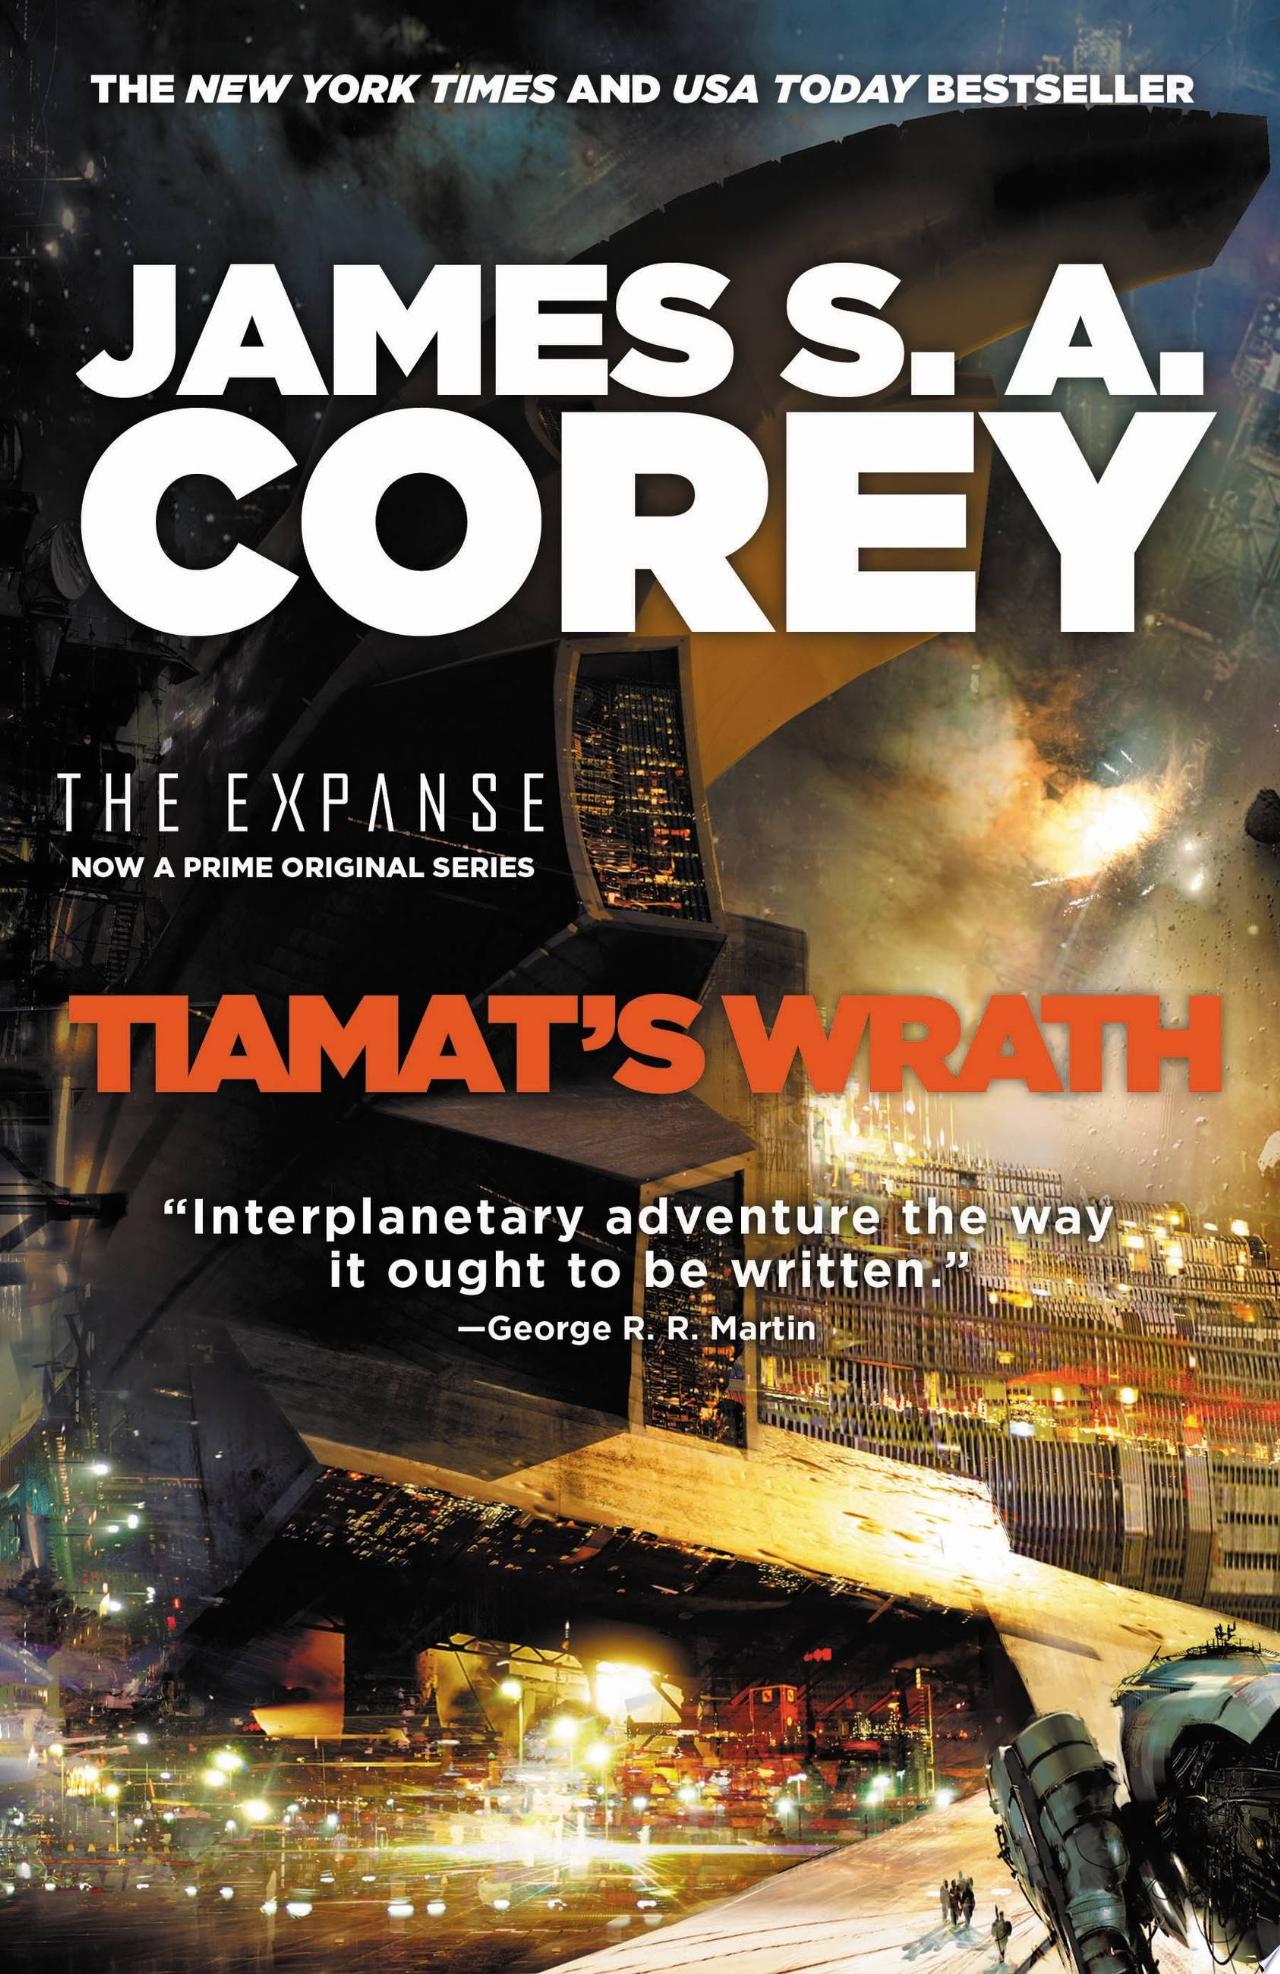 THE NEW YORK TIMES AND USA TODAY BESTSELLER
JAMES S. A.
COREY
THE EXPANSE
NOW A PRIME ORIGINAL SERIES
TIAMAT'S WRATH
“Interplanetary adventure the way
it ought to be written.”
—George R. R. Martin